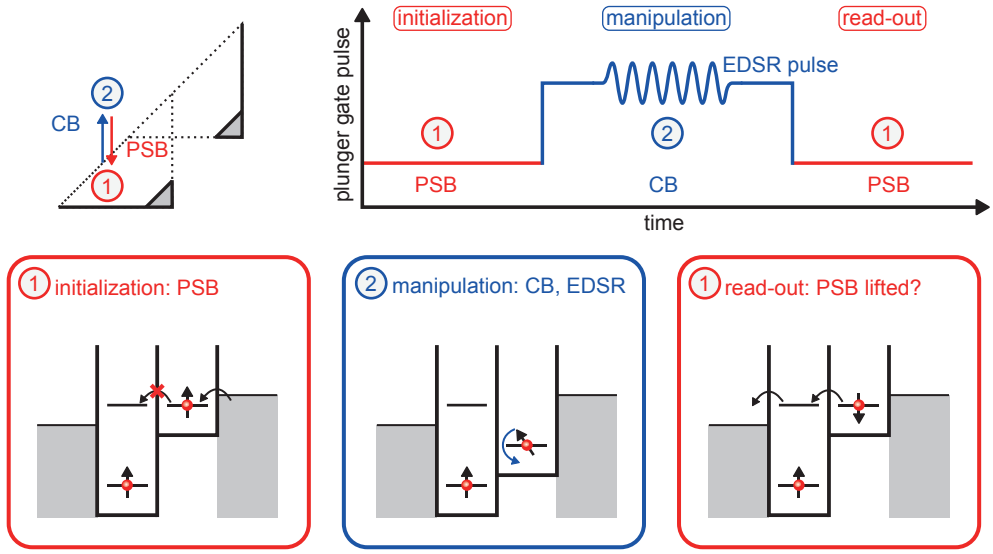 2
CB
PSB
1
initialization
manipulation
read-out
plunger gate pulse
EDSR pulse
1
2
1
PSB
CB
PSB
time
1 initialization: PSB
2 manipulation: CB, EDSR
1 read-out: PSB lifted?